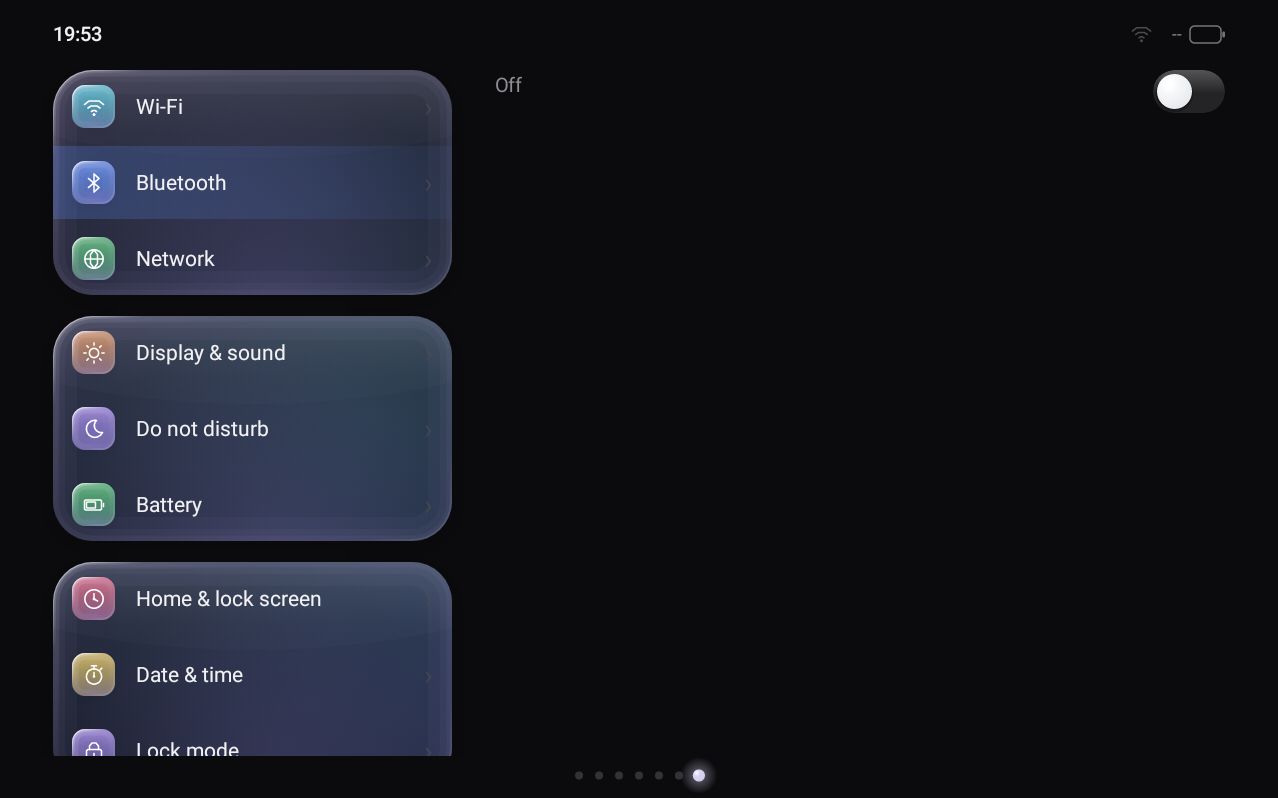 19:53
--
Wi-Fi
Off
Bluetooth
Network
Display & sound
Do not disturb
Battery
Home & lock screen
Date & time
Lock mode